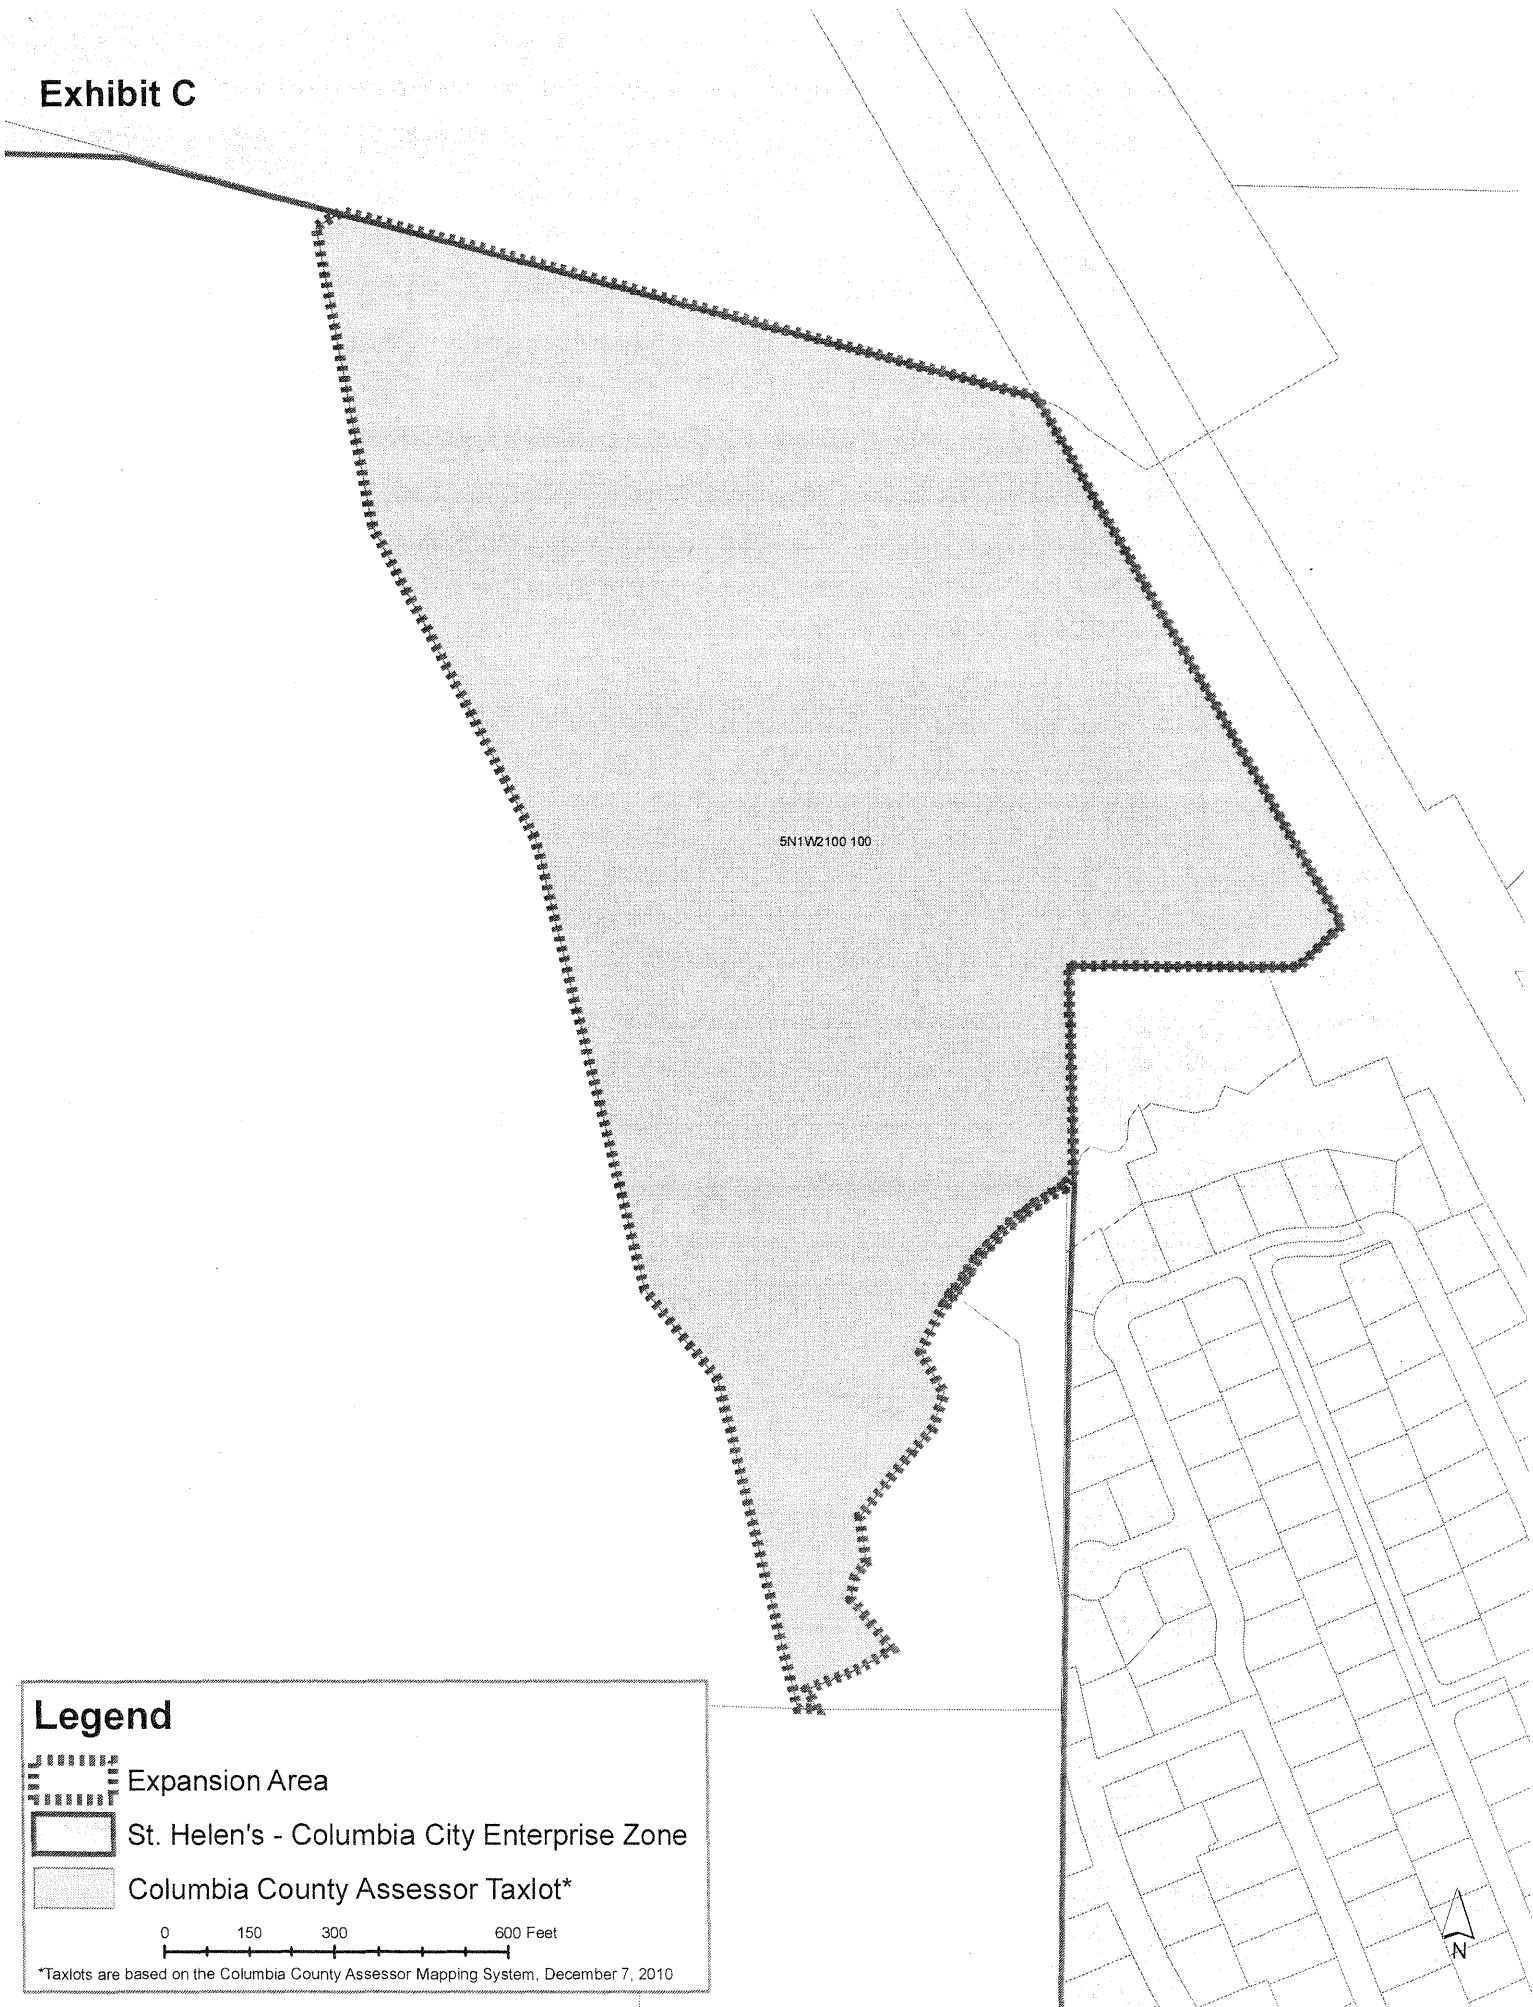 Exhibit C
5N1W2100 100
Legend
Expansion Area
St. Helen's - Columbia City Enterprise Zone
Columbia County Assessor Taxlot*
0 150 300 600 Feet
*Taxlots are based on the Columbia County Assessor Mapping System, December 7, 2010
N